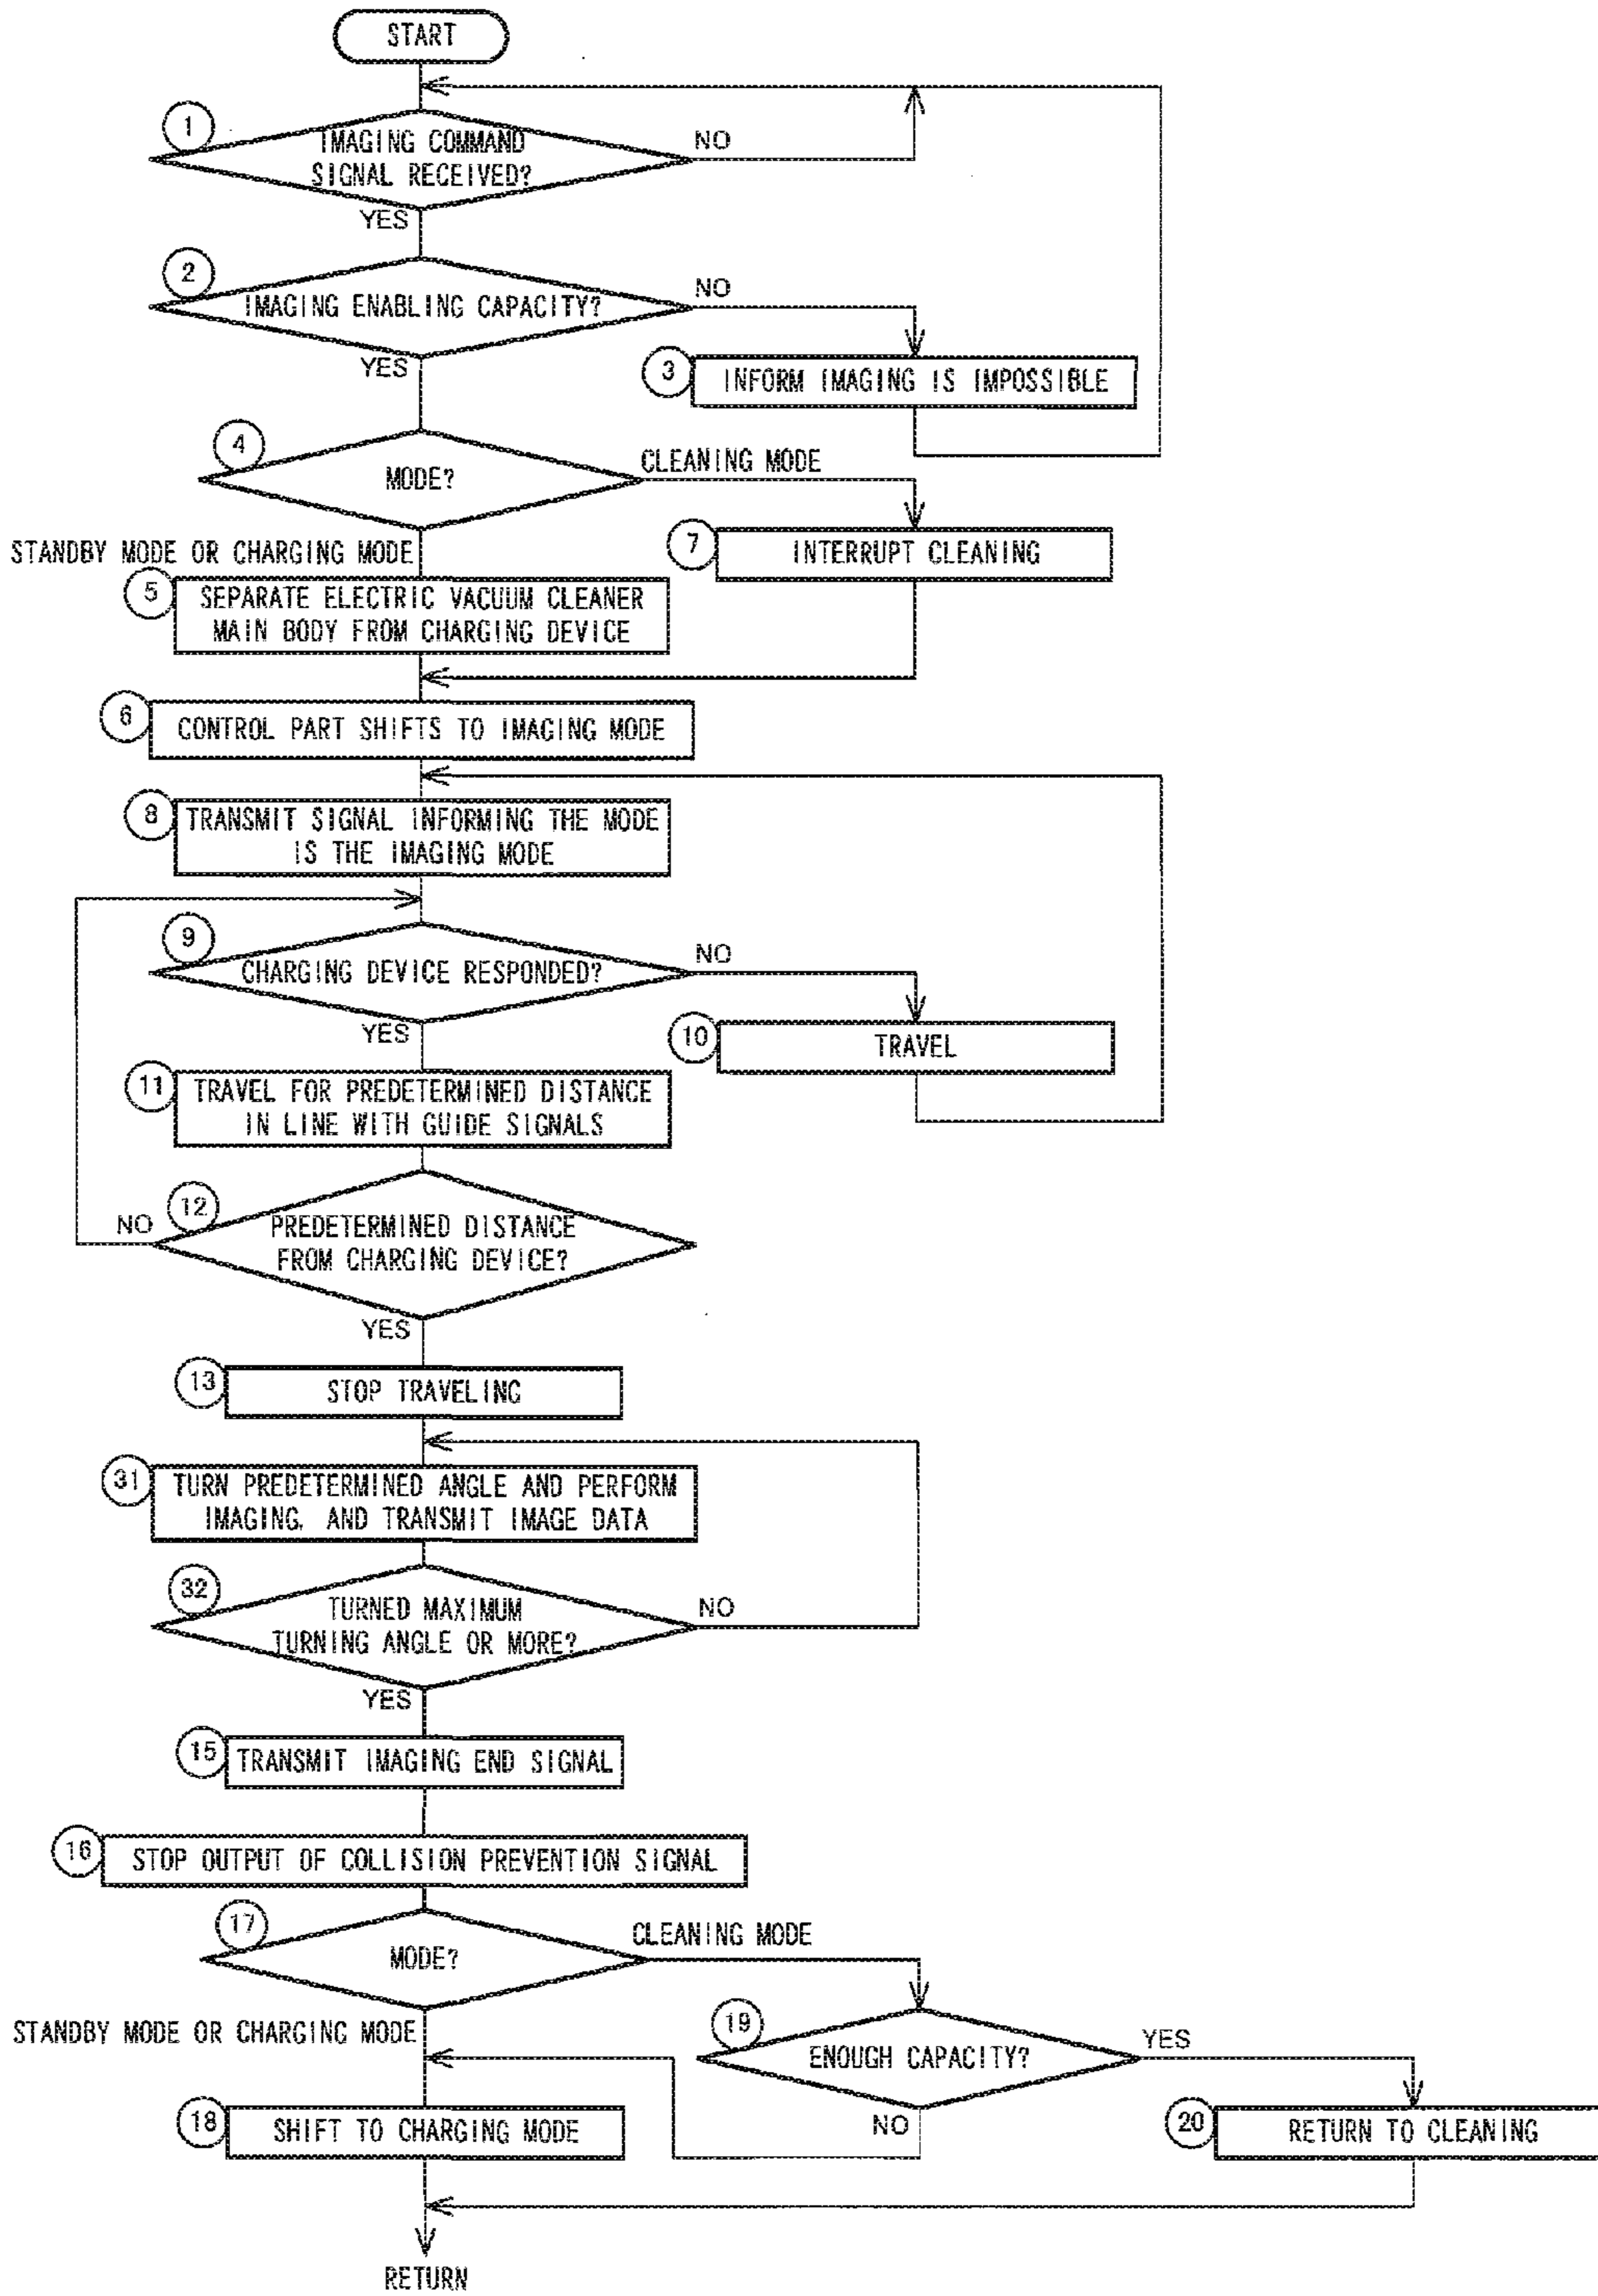 START
1
IMAGING COMMAND
SIGNAL RECEIVED?
NO
YES
2
IMAGING ENABLING CAPACITY?
NO
YES
3
INFORM IMAGING IS IMPOSSIBLE
4
MODE?
CLEANING MODE
STANDBY MODE OR CHARGING MODE
7
INTERRUPT CLEANING
5
SEPARATE ELECTRIC VACUUM CLEANER
MAIN BODY FROM CHARGING DEVICE
6
CONTROL PART SHIFTS TO IMAGING MODE
8
TRANSMIT SIGNAL INFORMING THE MODE
IS THE IMAGING MODE
9
CHARGING DEVICE RESPONDED?
NO
YES
10
TRAVEL
11
TRAVEL FOR PREDETERMINED DISTANCE
IN LINE WITH GUIDE SIGNALS
12
NO
PREDETERMINED DISTANCE
FROM CHARGING DEVICE?
YES
13
STOP TRAVELING
31
TURN PREDETERMINED ANGLE AND PERFORM
IMAGING, AND TRANSMIT IMAGE DATA
32
TURNED MAXIMUM
TURNING ANGLE OR MORE?
NO
YES
15
TRANSMIT IMAGING END SIGNAL
16
STOP OUTPUT OF COLLISION PREVENTION SIGNAL
17
MODE?
CLEANING MODE
STANDBY MODE OR CHARGING MODE
19
ENOUGH CAPACITY?
YES
NO
18
SHIFT TO CHARGING MODE
20
RETURN TO CLEANING
RETURN